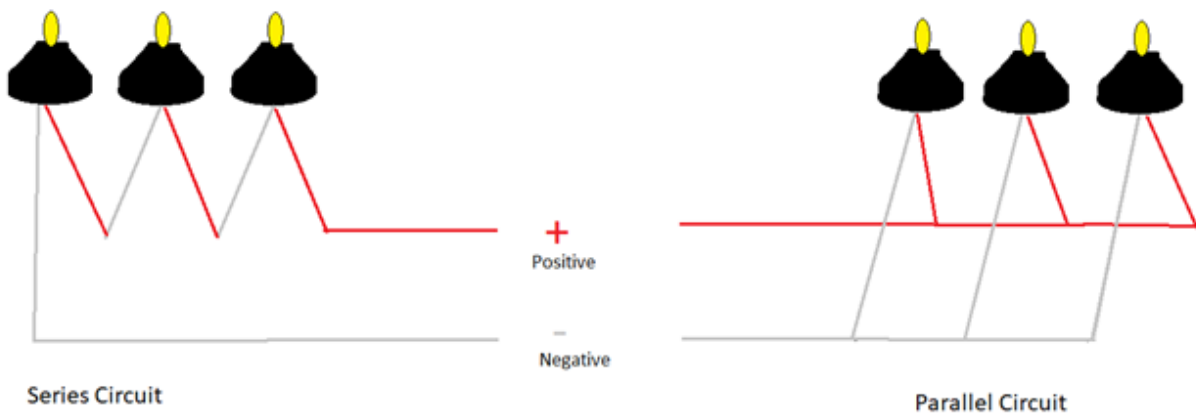 +
Positive
-
Negative
Series Circuit
Parallel Circuit